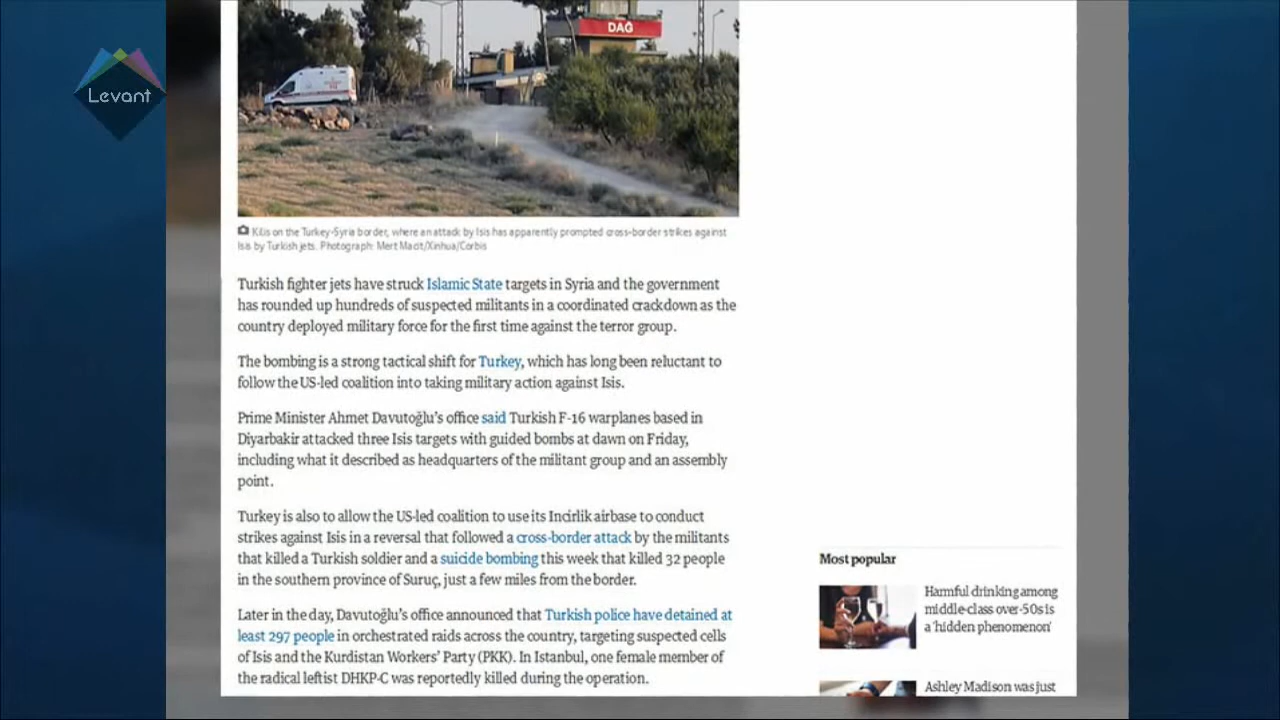 DAĞ
Levant
Kilis on the Turkey-Syria border, where an attack by Isis has apparently prompted cross-border strikes against
Isis by Turkish jets. Photograph: Mert Macit/Xinhua/Corbis
Turkish fighter jets have struck Islamic State targets in Syria and the government
has rounded up hundreds of suspected militants in a coordinated crackdown as the
country deployed military force for the first time against the terror group.
The bombing is a strong tactical shift for Turkey, which has long been reluctant to
follow the US-led coalition into taking military action against Isis.
Prime Minister Ahmet Davutoğlu's office said Turkish F-16 warplanes based in
Diyarbakir attacked three Isis targets with guided bombs at dawn on Friday,
including what it described as headquarters of the militant group and an assembly
point.
Turkey is also to allow the US-led coalition to use its Incirlik airbase to conduct
strikes against Isis in a reversal that followed a cross-border attack by the militants
that killed a Turkish soldier and a suicide bombing this week that killed 32 people
in the southern province of Suruç, just a few miles from the border.
Later in the day, Davutoğlu's office announced that Turkish police have detained at
least 297 people in orchestrated raids across the country, targeting suspected cells
of Isis and the Kurdistan Workers' Party (PKK). In Istanbul, one female member of
the radical leftist DHKP-C was reportedly killed during the operation.
Most popular
Harmful drinking among
middle-class over-50s is
a 'hidden phenomenon'
Ashley Madison was just